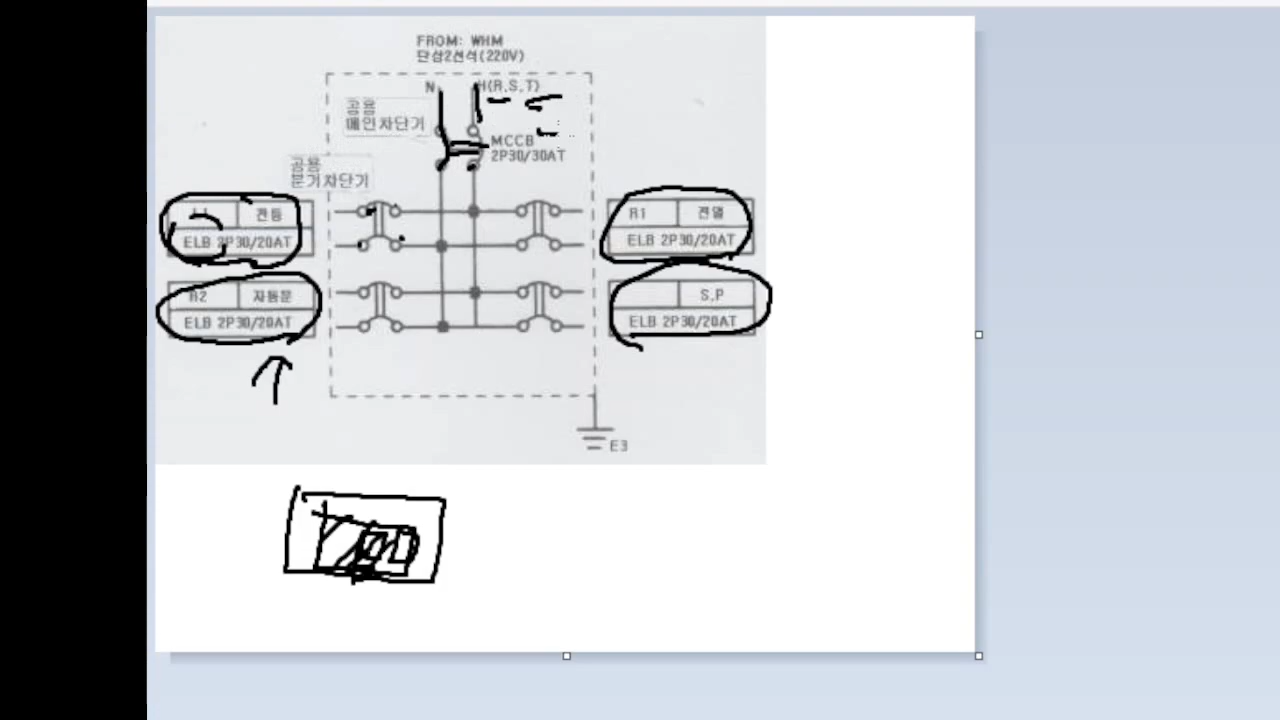 FROM: WHM
단상2선식(220V)
N H(R,S,T)
공용
메인차단기
MCCB
2P30/30AT
공용
분기차단기
L1 전등
ELB 2P30/20AT
R1 전열
ELB 2P30/20AT
R2 자동문
ELB 2P30/20AT
S.P
ELB 2P30/20AT
E3